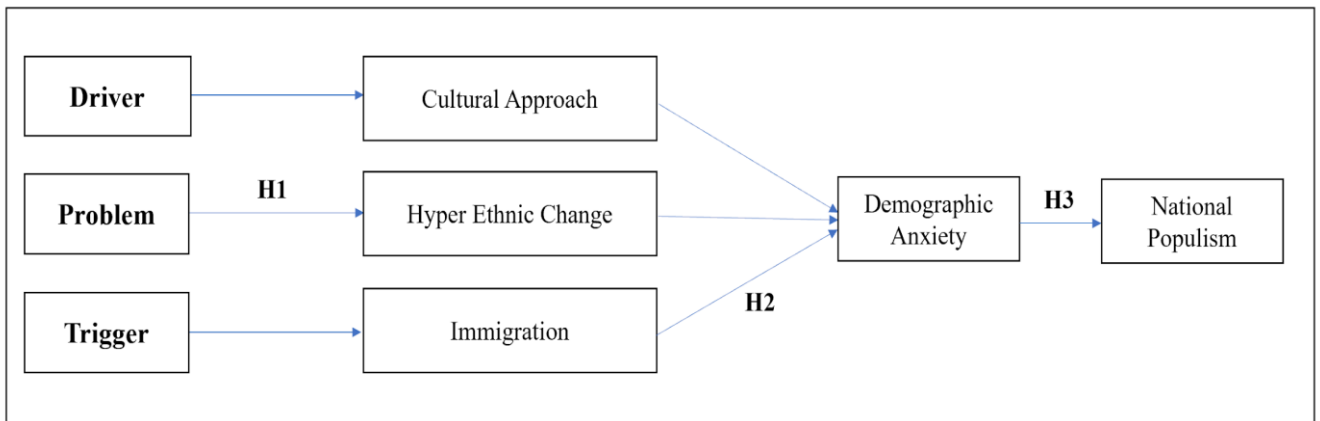 Driver
Cultural Approach
Problem
H1
Hyper Ethnic Change
Demographic
Anxiety
H3
National
Populism
Trigger
Immigration
H2